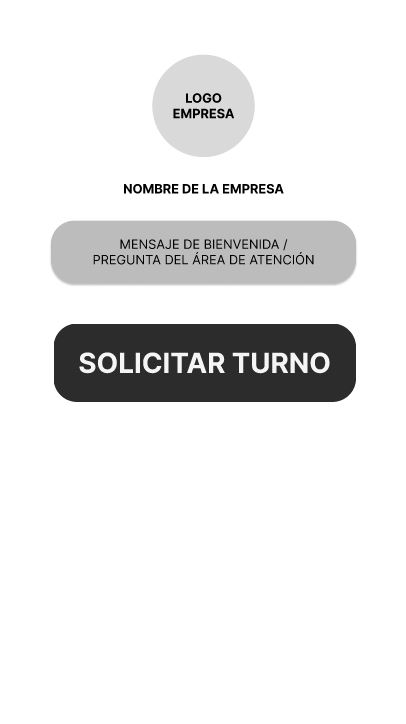 LOGO
EMPRESA
NOMBRE DE LA EMPRESA
MENSAJE DE BIENVENIDA /
PREGUNTA DEL ÁREA DE ATENCIÓN
SOLICITAR TURNO